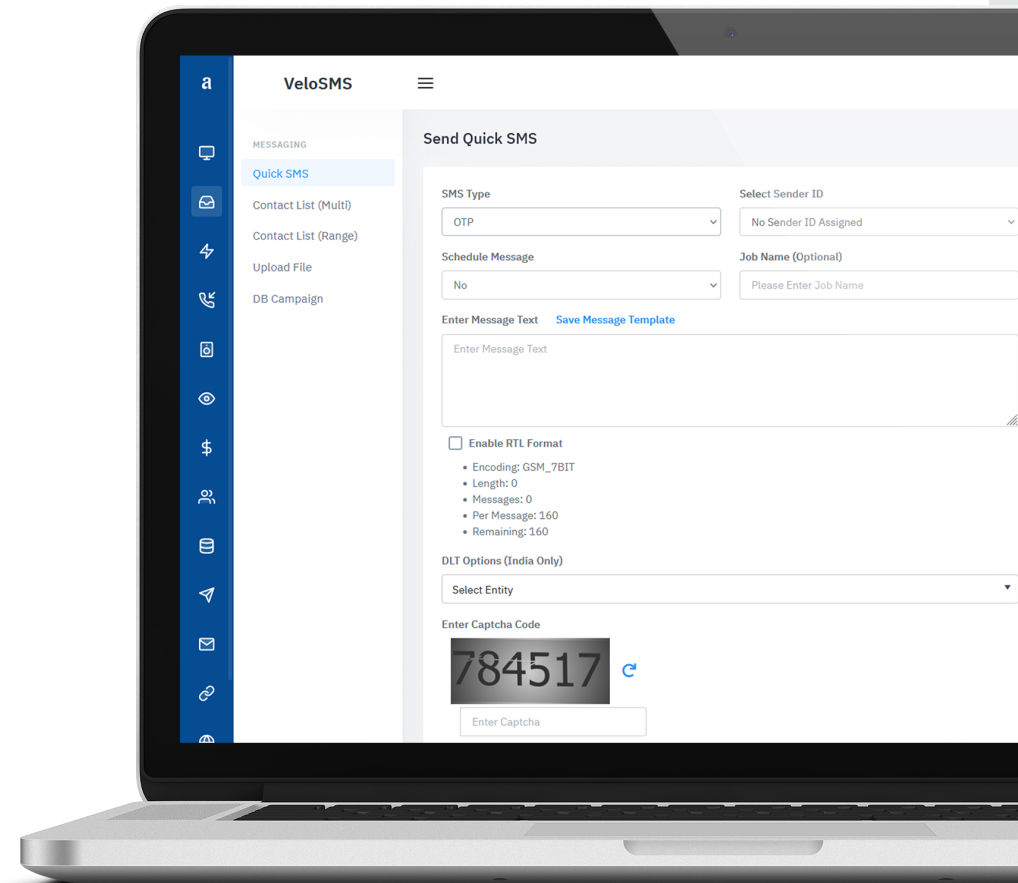 a
VeloSMS
MESSAGING
Quick SMS
Contact List (Multi)
Contact List (Range)
Upload File
DB Campaign
Send Quick SMS
SMS Type
Select Sender ID
OTP
No Sender ID Assigned
Schedule Message
Job Name (Optional)
No
Please Enter Job Name
Enter Message Text
Save Message Template
Enter Message Text
Enable RTL Format
Encoding: GSM_7BIT
Length: 0
Messages: 0
Per Message: 160
Remaining: 160
DLT Options (India Only)
Select Entity
Enter Captcha Code
784517
Enter Captcha